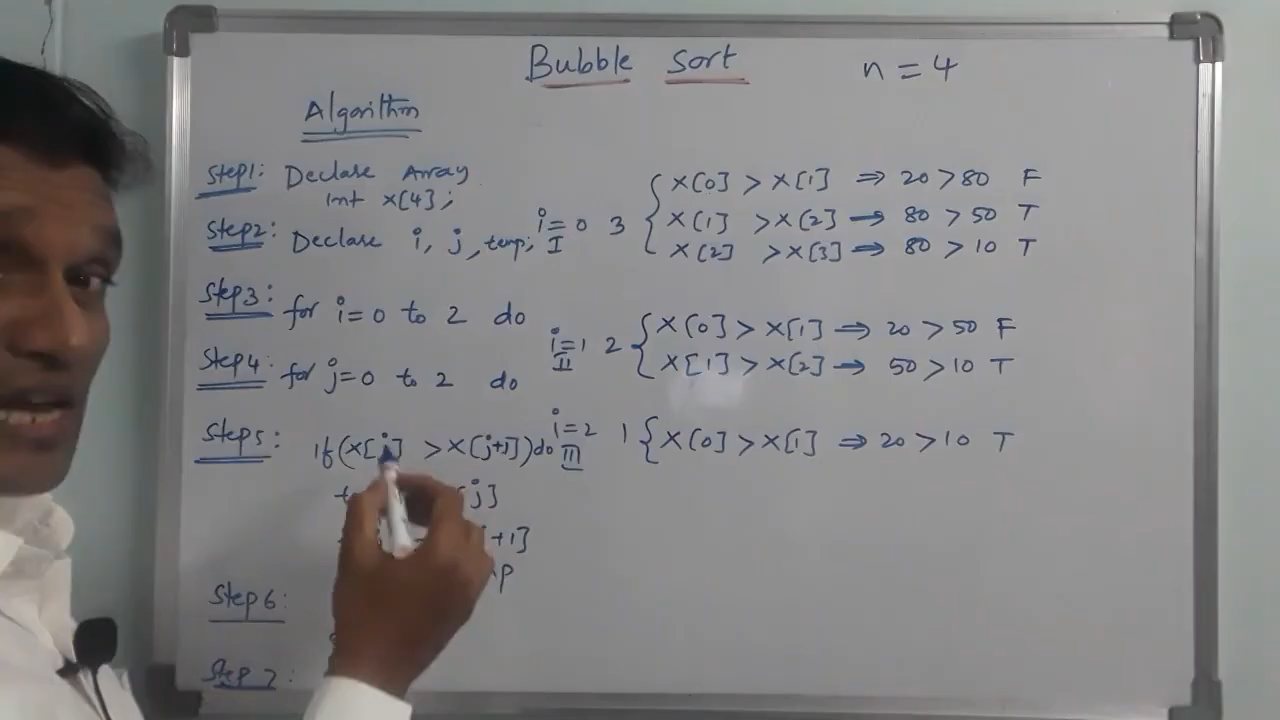 Bubble Sort
n = 4
Algorithm
Step1: Declare Array
int x[4];
Step2: Declare i, j, temp;
Step3: for i=0 to 2 do
Step4: for j=0 to 2 do
Step5: if(x[j] >x[j+1])do
j]
+1]
Step6:
Step 7:
i=0 3
I
x[0] > x[1] ⇒ 20 > 80 F
x[1] >x[2] → 80 > 50 T
x[2] >x[3] → 80 > 10 T
i=1 2
II
x[0] > x[1] ⇒ 20 > 50 F
x[1] > x[2] → 50 > 10 T
i=2 1
III
x[0] > x[1] ⇒ 20 > 10 T